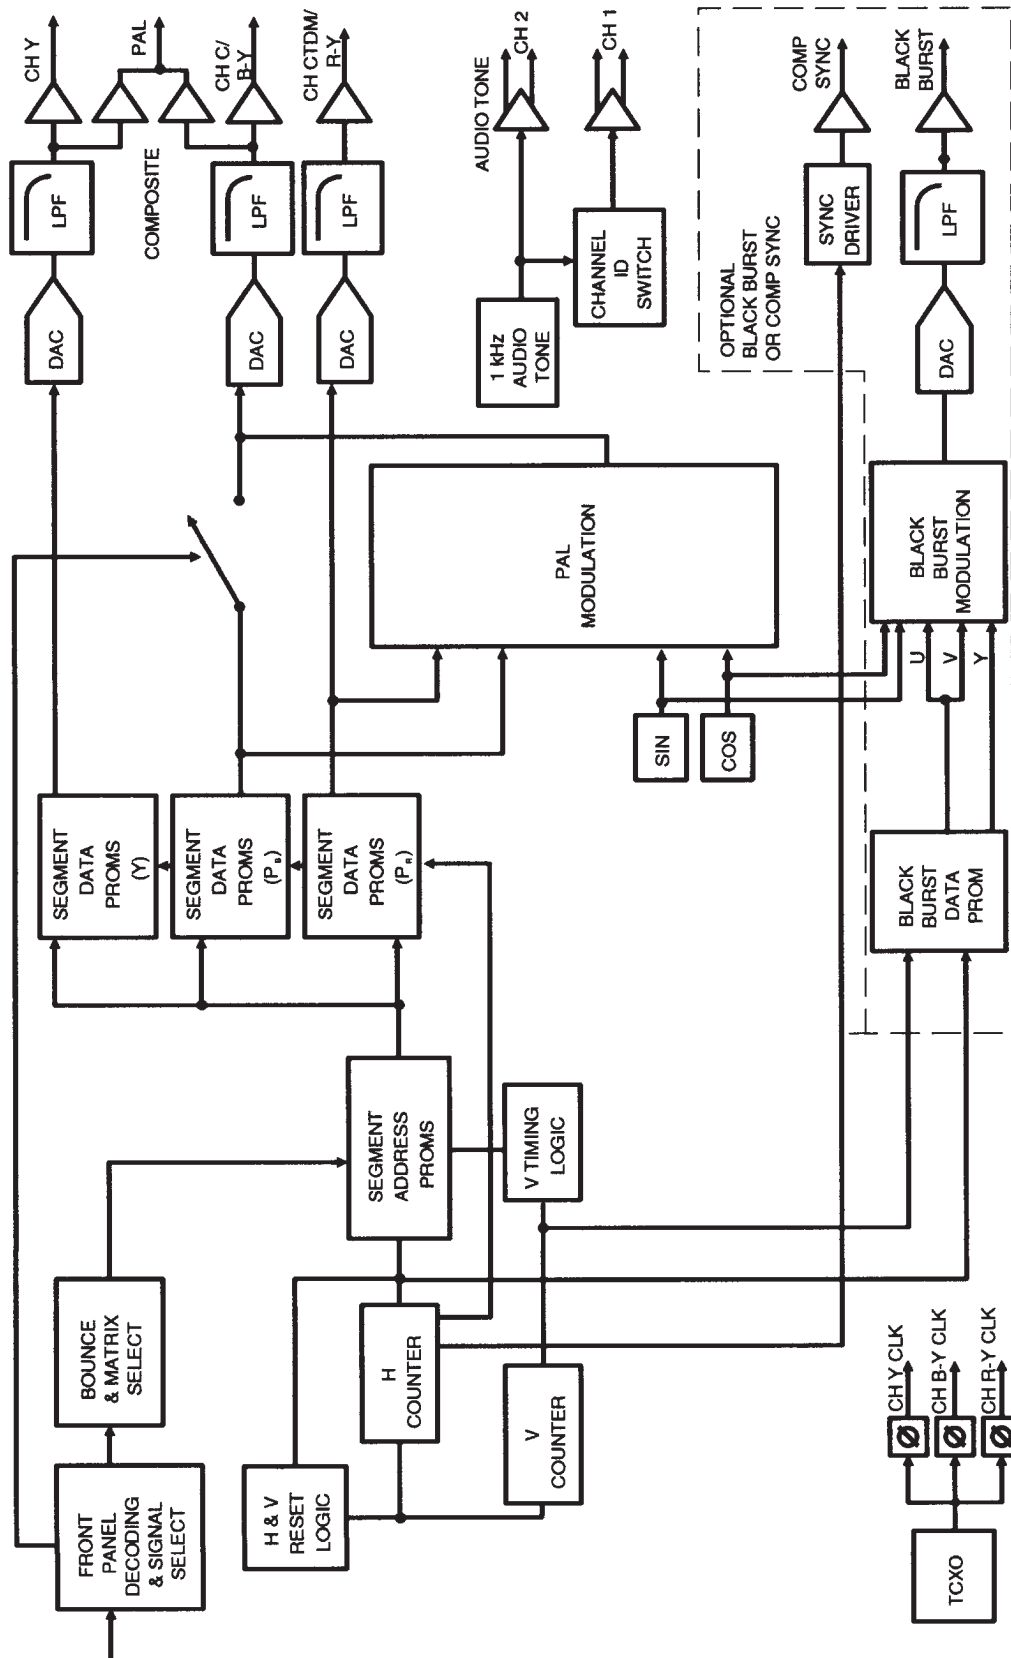 CH Y
PAL
CH C/
B-Y
CH CTDM/
R-Y
LPF
COMPOSITE
LPF
LPF
DAC
DAC
DAC
AUDIO TONE
CH 2
CH 1
1 kHz
AUDIO
TONE
CHANNEL
ID
SWITCH
COMP
SYNC
BLACK
BURST
SYNC
DRIVER
LPF
OPTIONAL
BLACK BURST
OR COMP SYNC
DAC
PAL
MODULATION
BLACK
BURST
MODULATION
U
V
Y
SIN
COS
SEGMENT
DATA
PROMS
(Y)
SEGMENT
DATA
PROMS
(P B)
SEGMENT
DATA
PROMS
(P R)
BLACK
BURST
DATA
PROM
SEGMENT
ADDRESS
PROMS
V TIMING
LOGIC
BOUNCE
& MATRIX
SELECT
H
COUNTER
V
COUNTER
FRONT
PANEL
DECODING
& SIGNAL
SELECT
H & V
RESET
LOGIC
CH Y CLK
CH B-Y CLK
CH R-Y CLK
Ø
Ø
Ø
TCXO